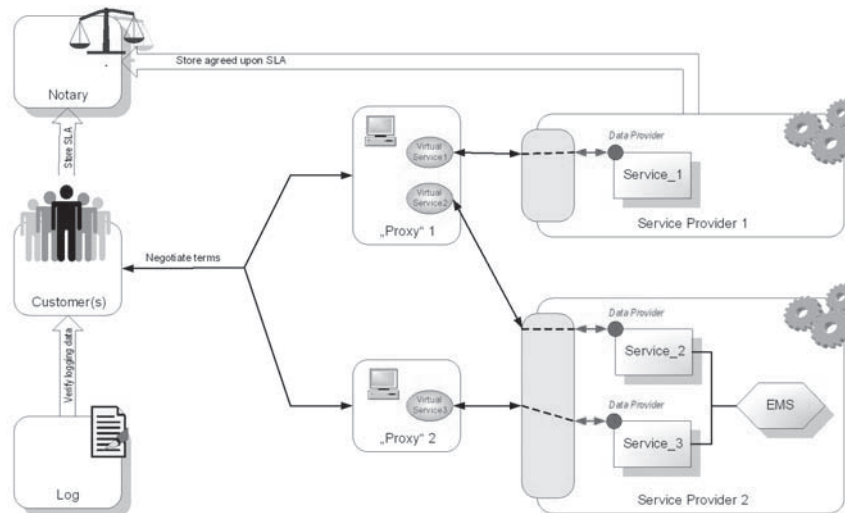 Store agreed upon SLA
Notary
Store SLA
Customer(s)
Verify logging data
Log
Negotiate terms
Virtual
Service1
Virtual
Service2
„Proxy“ 1
Virtual
Service3
„Proxy“ 2
Data Provider
Service_1
Service Provider 1
Data Provider
Service_2
Data Provider
Service_3
EMS
Service Provider 2